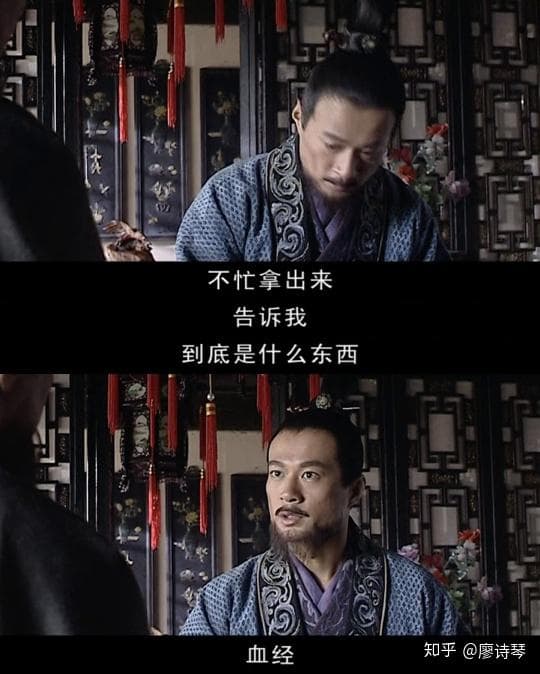 不忙拿出来
告诉我
到底是什么东西
血经
知乎 @廖诗琴